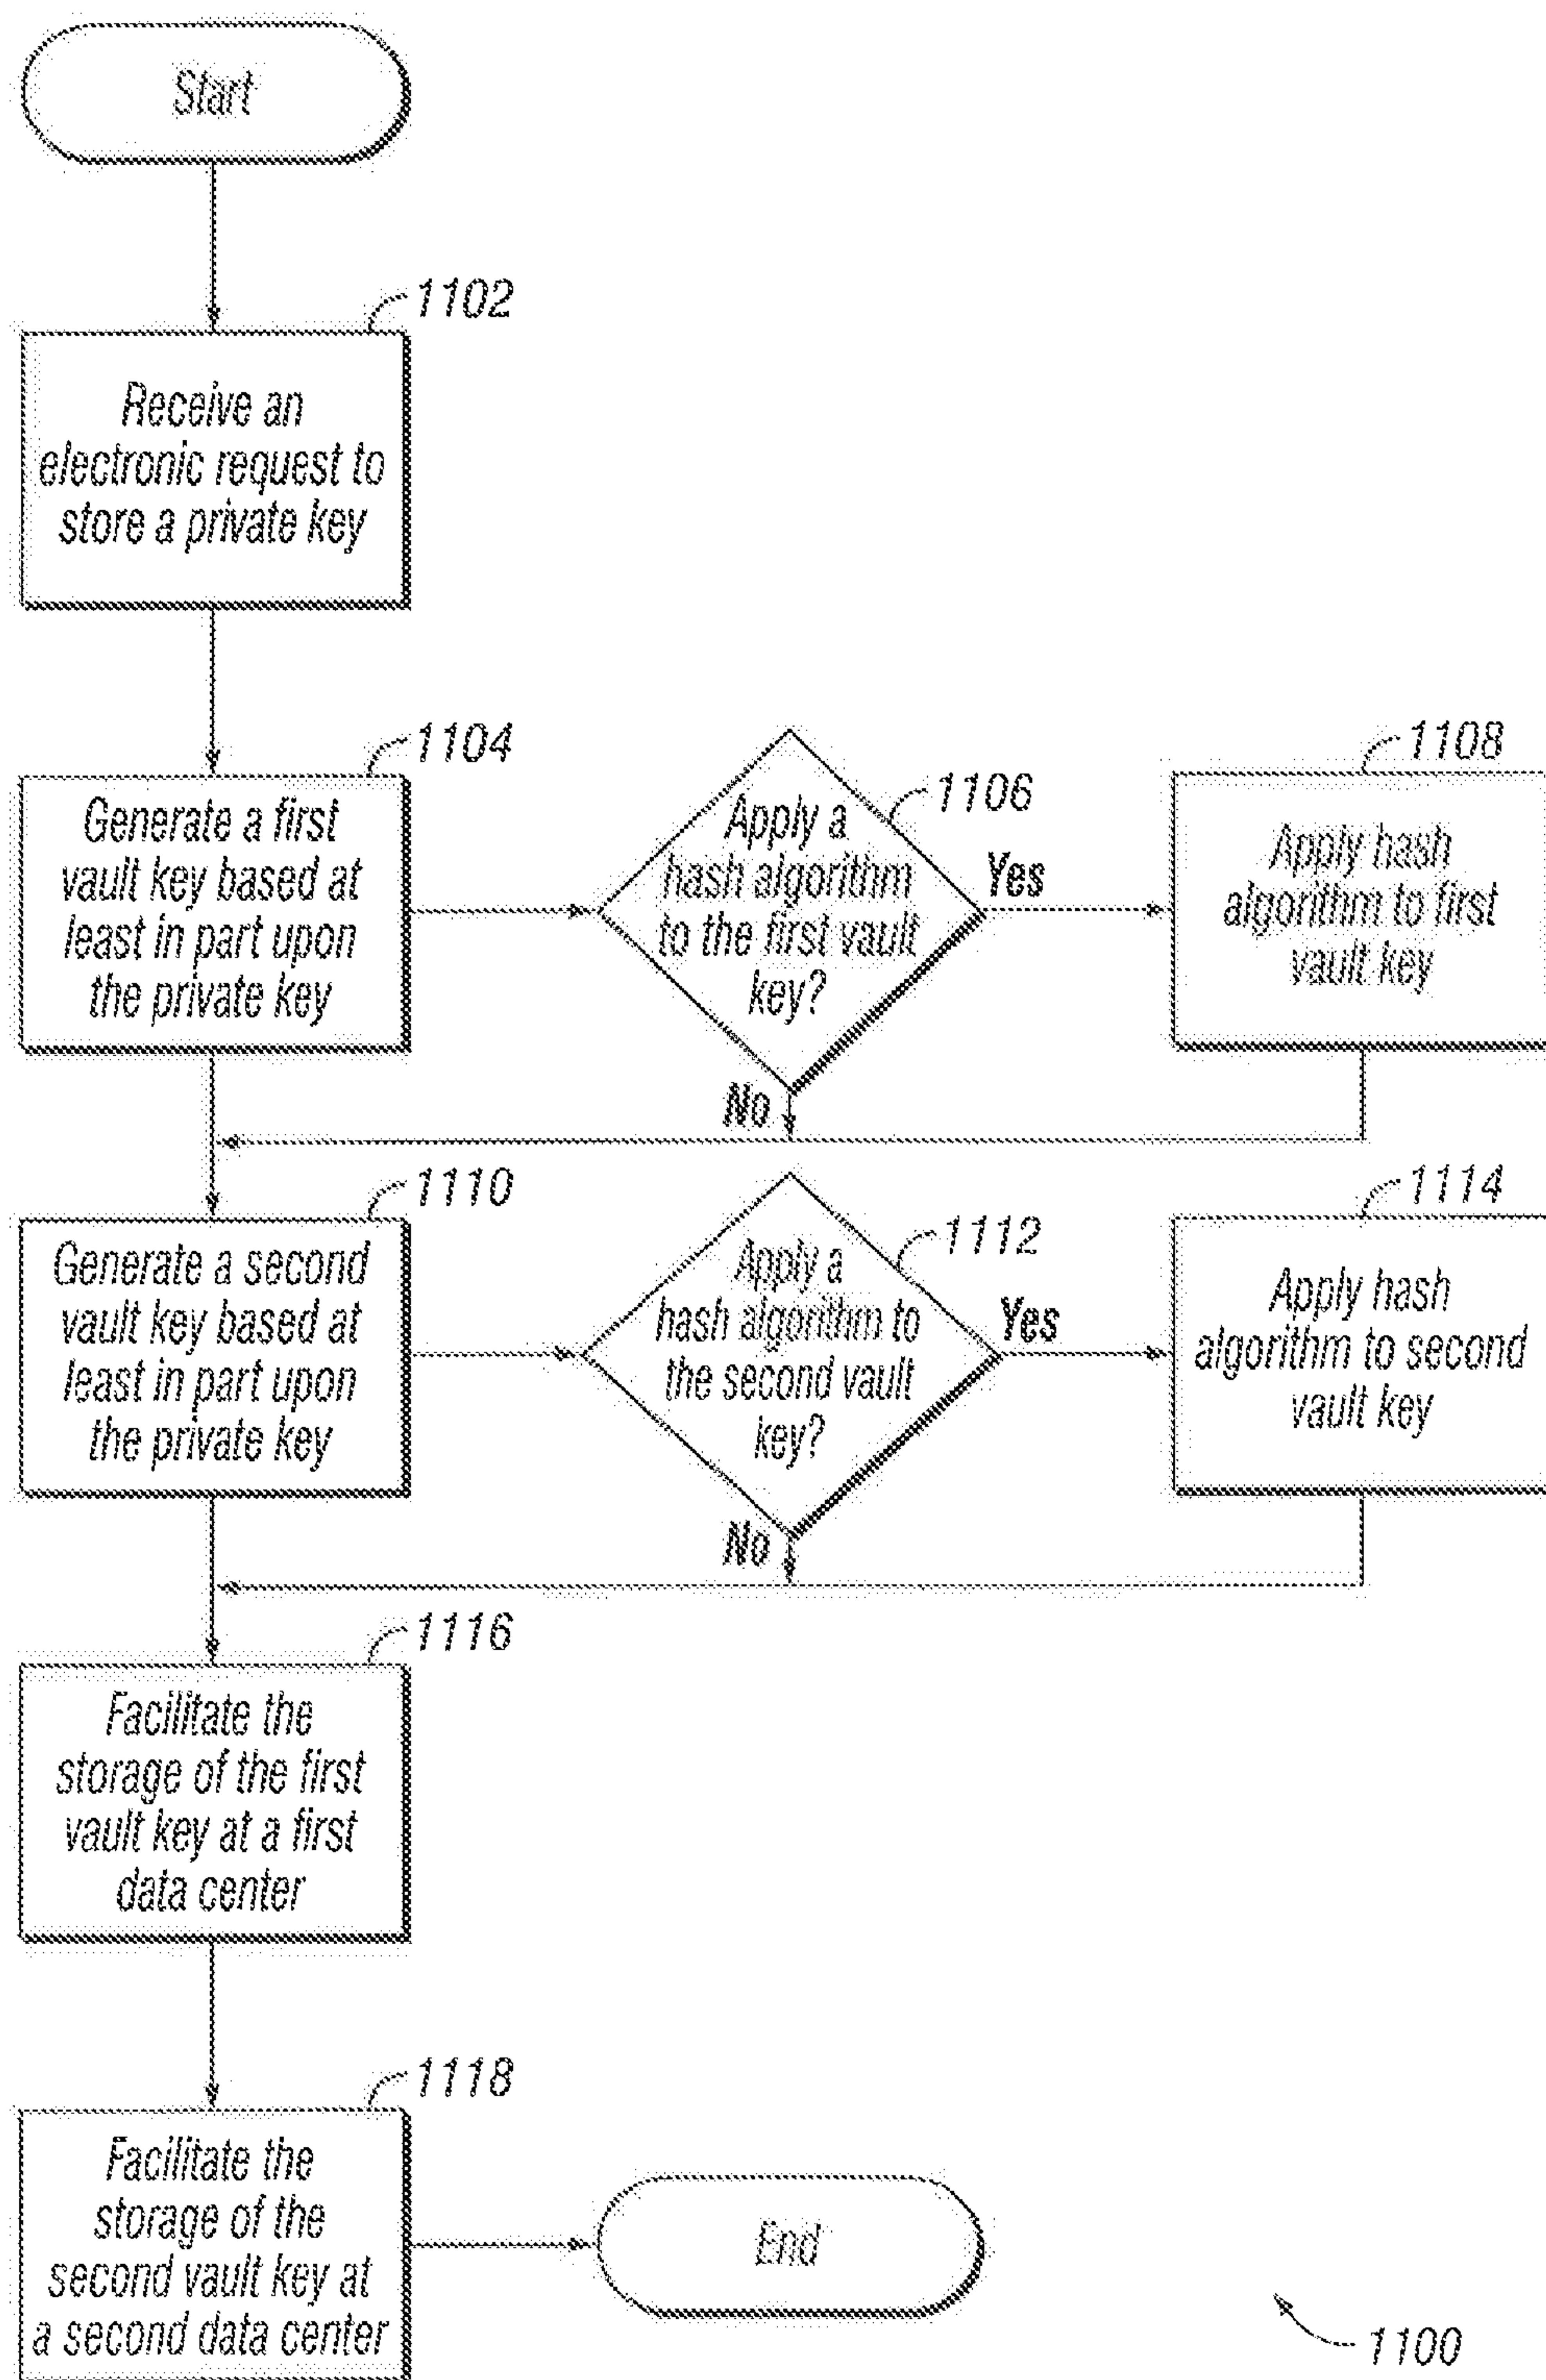 Start
1102
Receive an
electronic request to
store a private key
1104
Generate a first
vault key based at
least in part upon
the private key
1106
Apply a
hash algorithm
to the first vault
key?
Yes
No
1108
Apply hash
algorithm to first
vault key
1110
Generate a second
vault key based at
least in part upon
the private key
1112
Apply a
hash algorithm to
the second vault
key?
Yes
No
1114
Apply hash
algorithm to second
vault key
1116
Facilitate the
storage of the first
vault key at a first
data center
1118
Facilitate the
storage of the
second vault key at
a second data center
End
1100